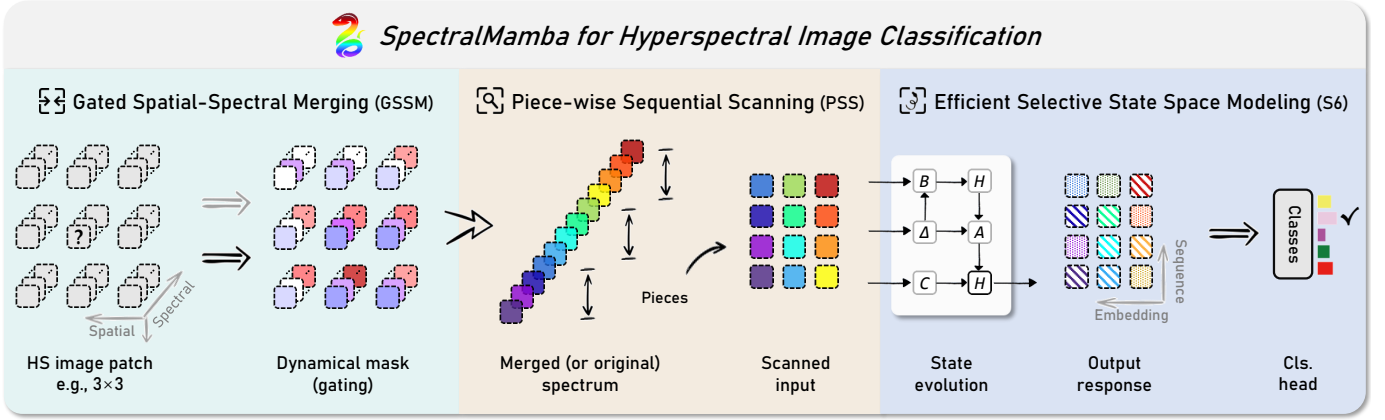 SpectralMamba for Hyperspectral Image Classification
Gated Spatial-Spectral Merging (GSSM)
?
Spatial
Spectral
HS image patch
e.g., 3×3
Dynamical mask
(gating)
Piece-wise Sequential Scanning (PSS)
Pieces
Merged (or original)
spectrum
Scanned
input
Efficient Selective State Space Modeling (S6)
B
H
Δ
A
C
H
State
evolution
Sequence
Embedding
Output
response
Classes
Cls.
head